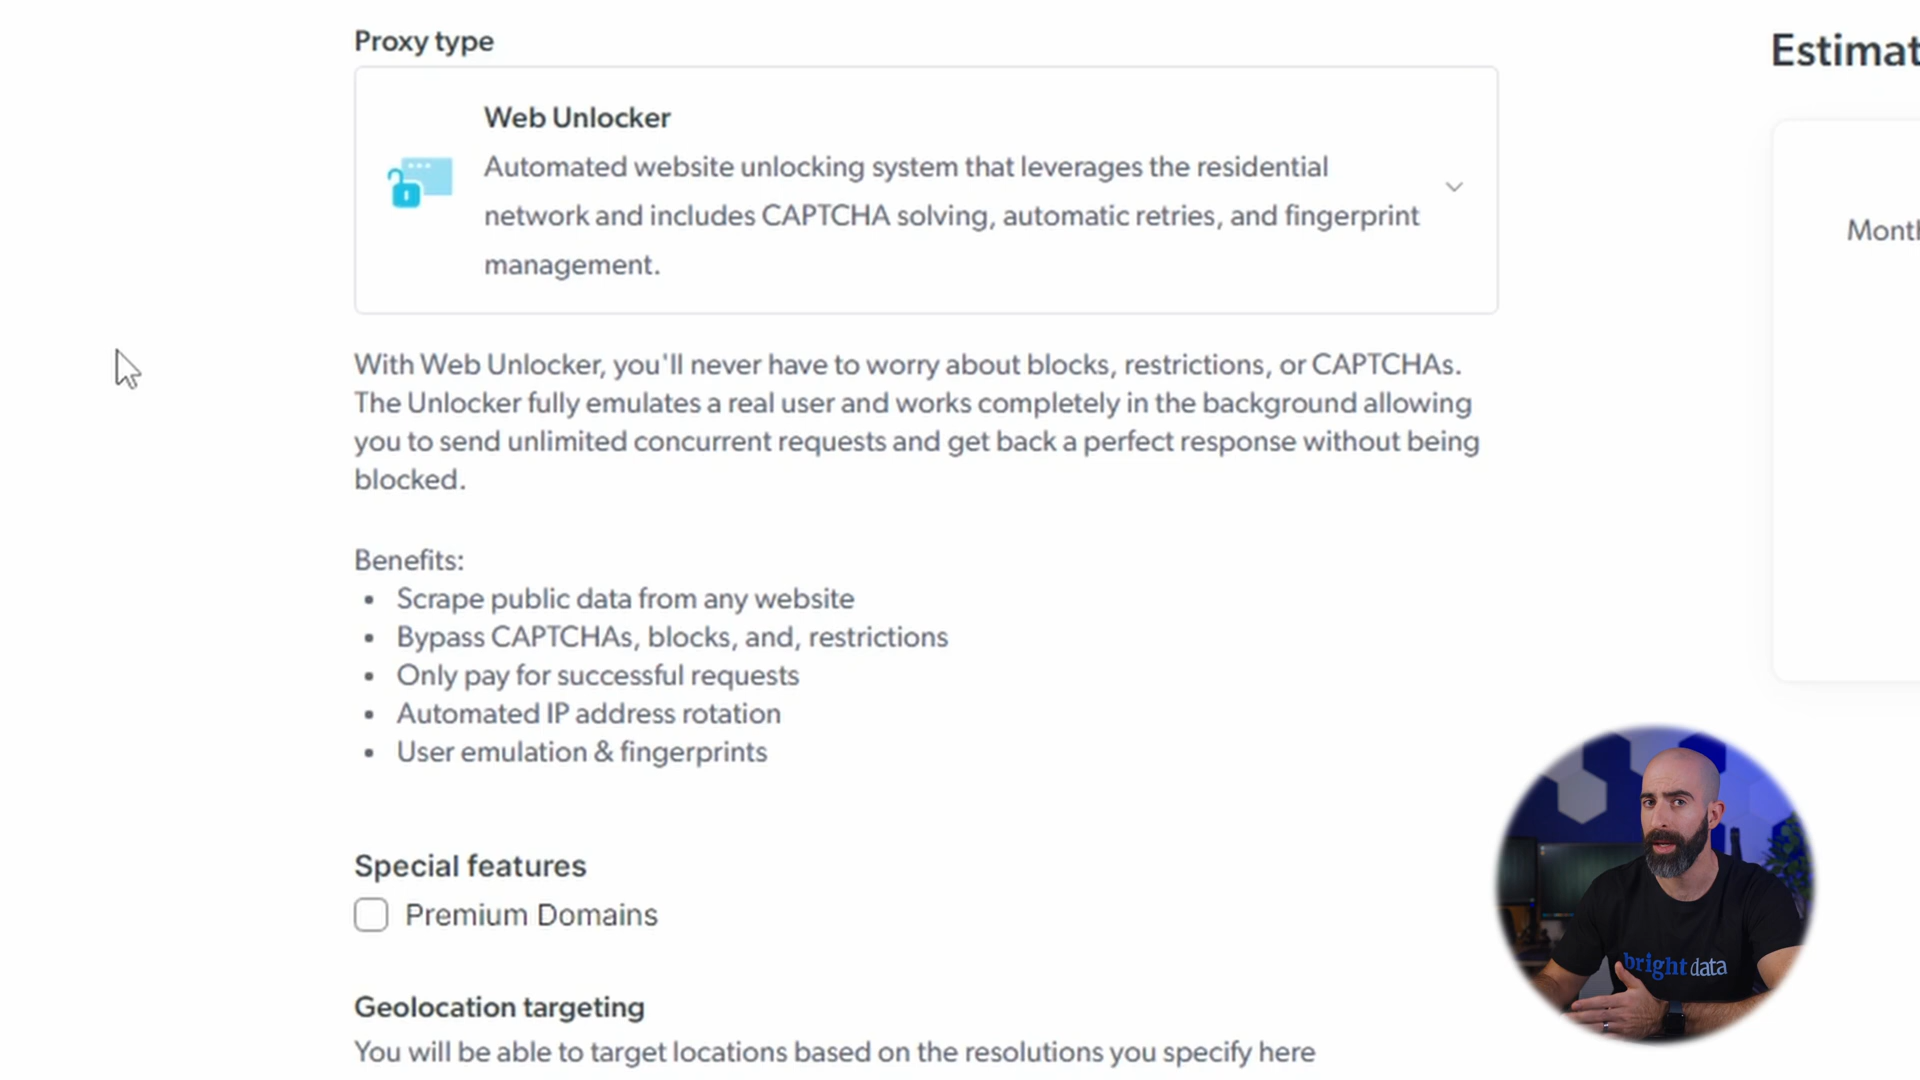 Proxy type
Estimat
Web Unlocker
Automated website unlocking system that leverages the residential
network and includes CAPTCHA solving, automatic retries, and fingerprint
management.
Month
With Web Unlocker, you'll never have to worry about blocks, restrictions, or CAPTCHAs.
The Unlocker fully emulates a real user and works completely in the background allowing
you to send unlimited concurrent requests and get back a perfect response without being
blocked.
Benefits:
• Scrape public data from any website
• Bypass CAPTCHAs, blocks, and, restrictions
• Only pay for successful requests
• Automated IP address rotation
• User emulation & fingerprints
Special features
Premium Domains
bright data
Geolocation targeting
You will be able to target locations based on the resolutions you specify here